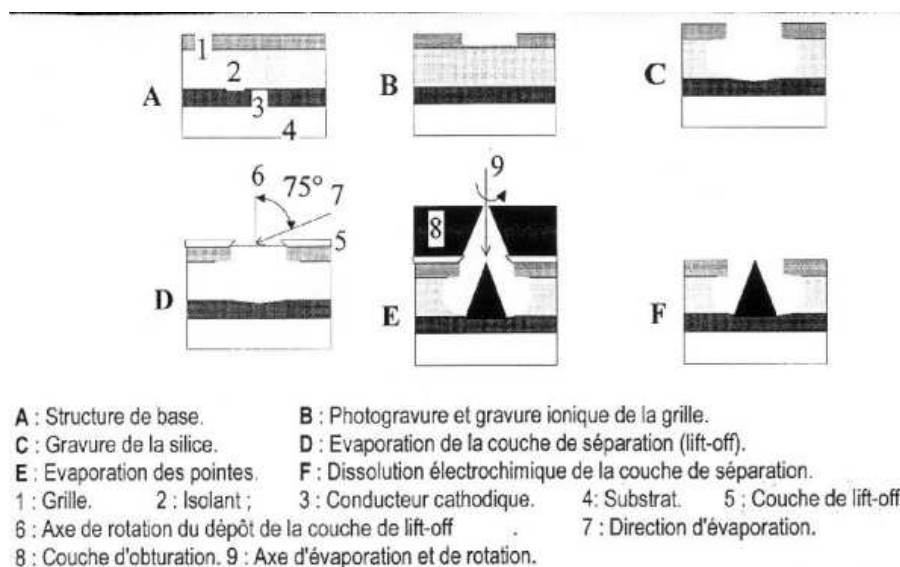 1
2
3
4
A
B
C
6
75°
7
5
D
9
8
E
F
A : Structure de base. B : Photogravure et gravure ionique de la grille.
C : Gravure de la silice. D : Evaporation de la couche de séparation (lift-off).
E : Evaporation des pointes. F : Dissolution électrochimique de la couche de séparation.
1 : Grille. 2 : Isolant ; 3 : Conducteur cathodique. 4: Substrat. 5 : Couche de lift-off
6 : Axe de rotation du dépôt de la couche de lift-off . 7 : Direction d'évaporation.
8 : Couche d'obturation. 9 : Axe d'évaporation et de rotation.